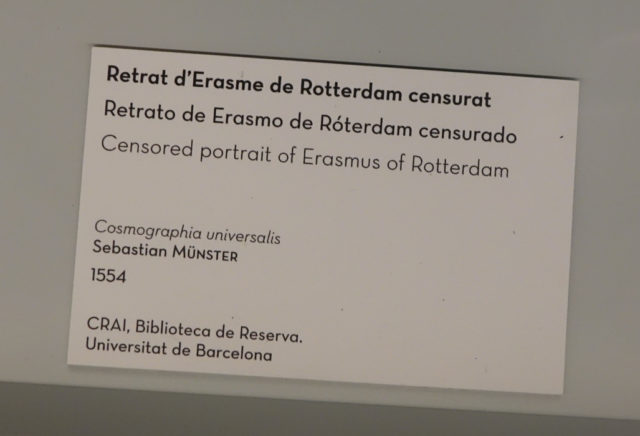 Retrat d'Erasme de Rotterdam censurat
Retrato de Erasmo de Róterdam censurado
Censored portrait of Erasmus of Rotterdam
Cosmographia universalis
Sebastian MÜNSTER
1554
CRAI, Biblioteca de Reserva.
Universitat de Barcelona